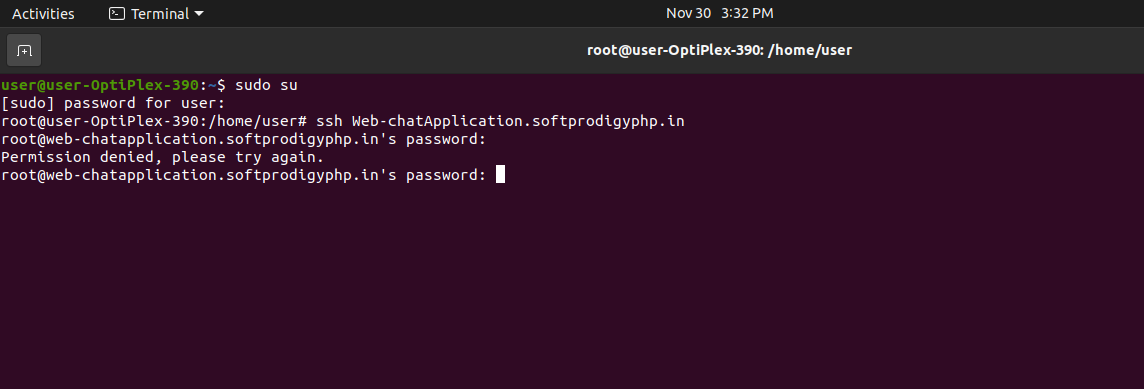 Activities Terminal Nov 30 3:32 PM
root@user-OptiPlex-390: /home/user
user@user-OptiPlex-390:~$ sudo su
[sudo] password for user:
root@user-OptiPlex-390:/home/user# ssh Web-chatApplication.softprodigyphp.in
root@web-chatapplication.softprodigyphp.in's password:
Permission denied, please try again.
root@web-chatapplication.softprodigyphp.in's password: